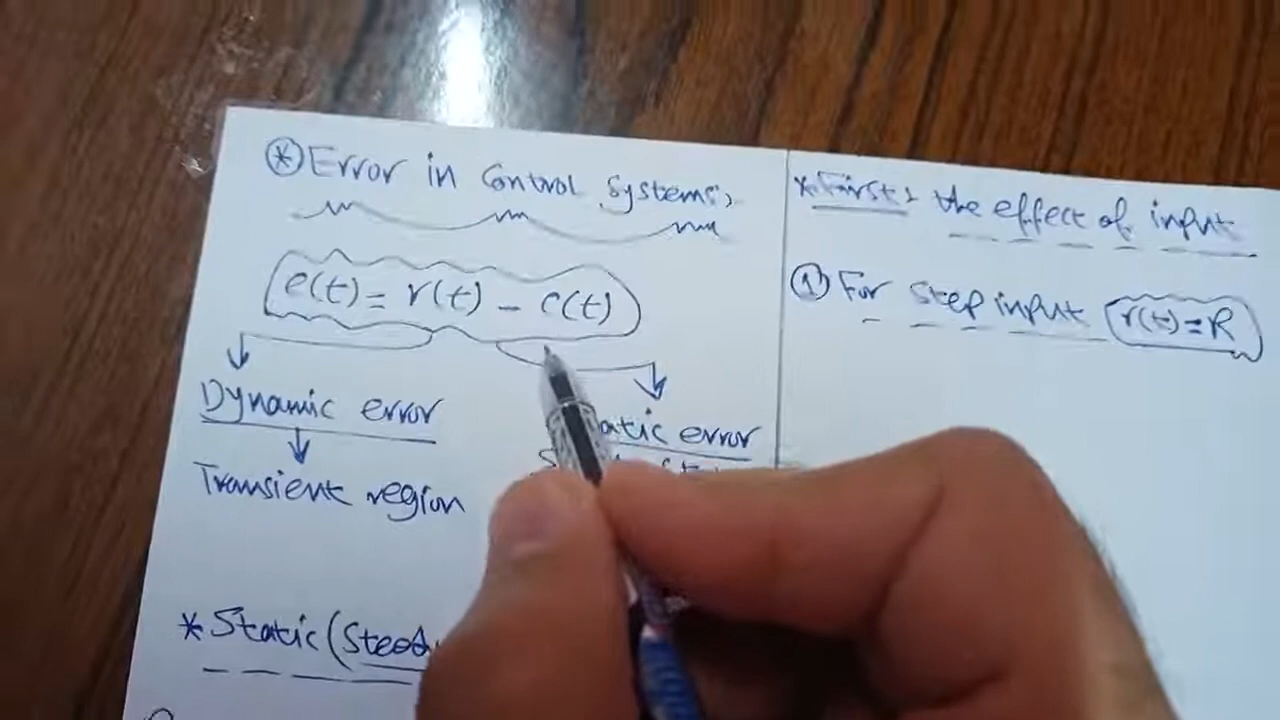 * Error in Control Systems,
e(t) = r(t) - c(t)
Dynamic error
Transient region
atic error
* Static (Stead
* First, the effect of input
1 For step input r(t) = R